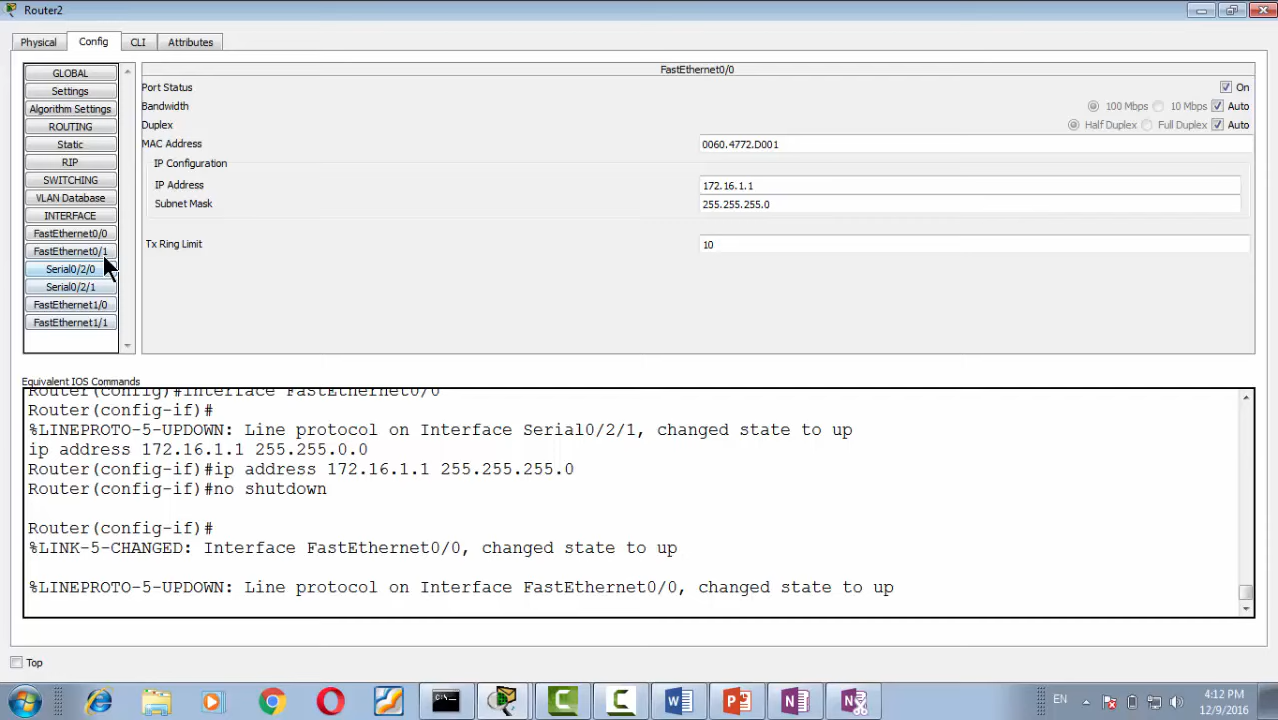 Router2
Physical Config CLI Attributes
GLOBAL
Settings
Algorithm Settings
ROUTING
Static
RIP
SWITCHING
VLAN Database
INTERFACE
FastEthernet0/0
FastEthernet0/1
Serial0/2/0
Serial0/2/1
FastEthernet1/0
FastEthernet1/1
FastEthernet0/0
Port Status On
Bandwidth 100 Mbps 10 Mbps Auto
Duplex Half Duplex Full Duplex Auto
MAC Address 0060.4772.D001
IP Configuration
IP Address 172.16.1.1
Subnet Mask 255.255.255.0
Tx Ring Limit 10
Equivalent IOS Commands
Router(config)#interface FastEthernet0/0
Router(config-if)#
%LINEPROTO-5-UPDOWN: Line protocol on Interface Serial0/2/1, changed state to up
ip address 172.16.1.1 255.255.0.0
Router(config-if)#ip address 172.16.1.1 255.255.255.0
Router(config-if)#no shutdown
Router(config-if)#
%LINK-5-CHANGED: Interface FastEthernet0/0, changed state to up
%LINEPROTO-5-UPDOWN: Line protocol on Interface FastEthernet0/0, changed state to up
Top
EN
4:12 PM
12/9/2016